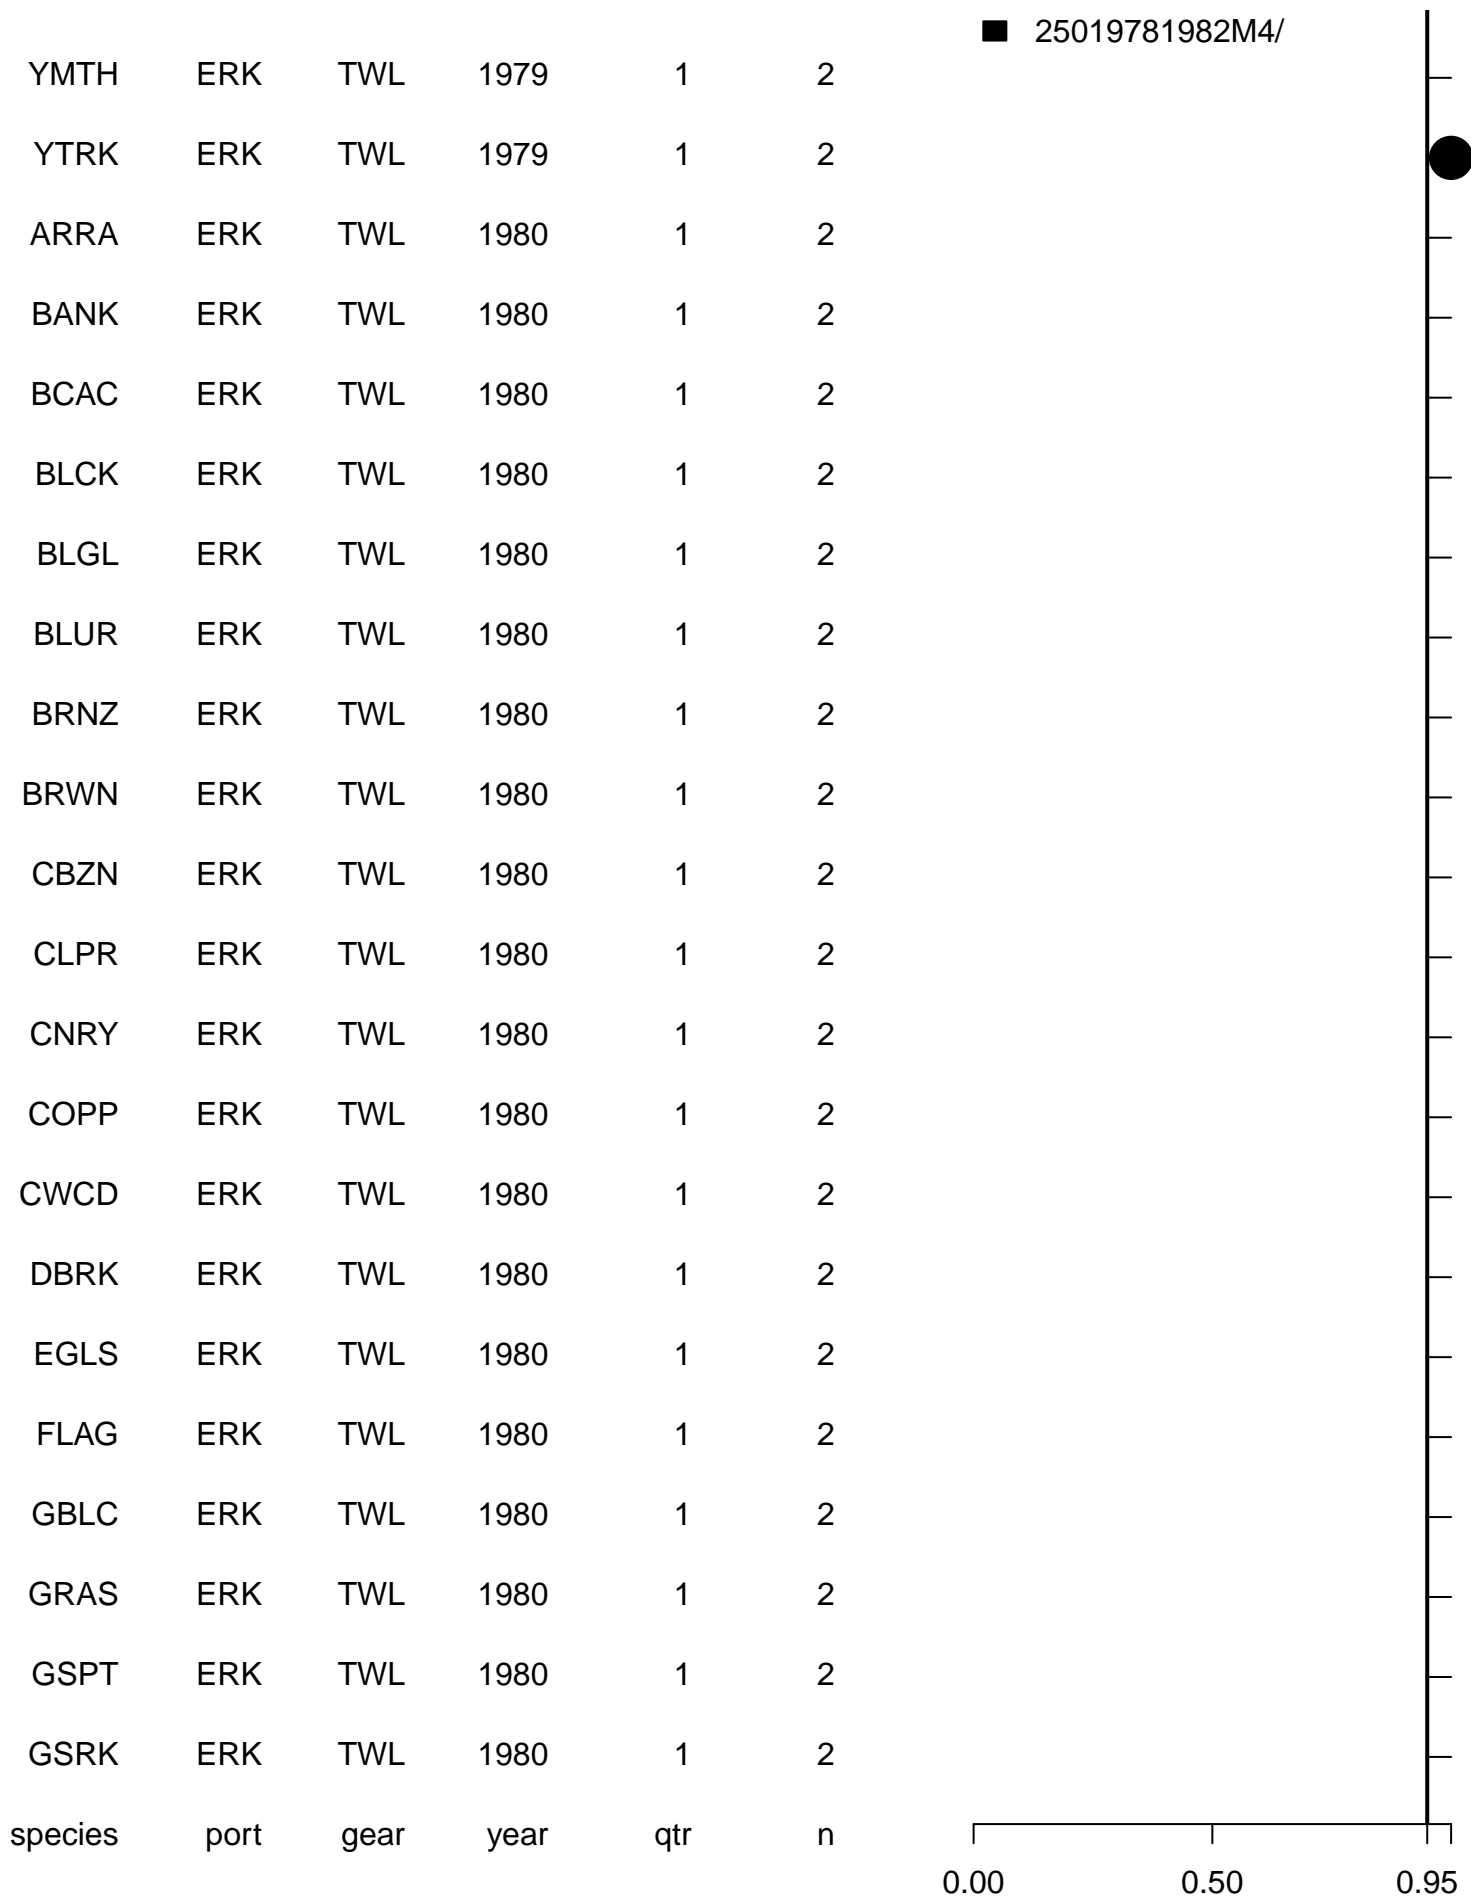 25019781982M4/
YMTH ERK TWL 1979 1 2
YTRK ERK TWL 1979 1 2
ARRA ERK TWL 1980 1 2
BANK ERK TWL 1980 1 2
BCAC ERK TWL 1980 1 2
BLCK ERK TWL 1980 1 2
BLGL ERK TWL 1980 1 2
BLUR ERK TWL 1980 1 2
BRNZ ERK TWL 1980 1 2
BRWN ERK TWL 1980 1 2
CBZN ERK TWL 1980 1 2
CLPR ERK TWL 1980 1 2
CNRY ERK TWL 1980 1 2
COPP ERK TWL 1980 1 2
CWCD ERK TWL 1980 1 2
DBRK ERK TWL 1980 1 2
EGLS ERK TWL 1980 1 2
FLAG ERK TWL 1980 1 2
GBLC ERK TWL 1980 1 2
GRAS ERK TWL 1980 1 2
GSPT ERK TWL 1980 1 2
GSRK ERK TWL 1980 1 2
species port gear year qtr n
0.00 0.50 0.95